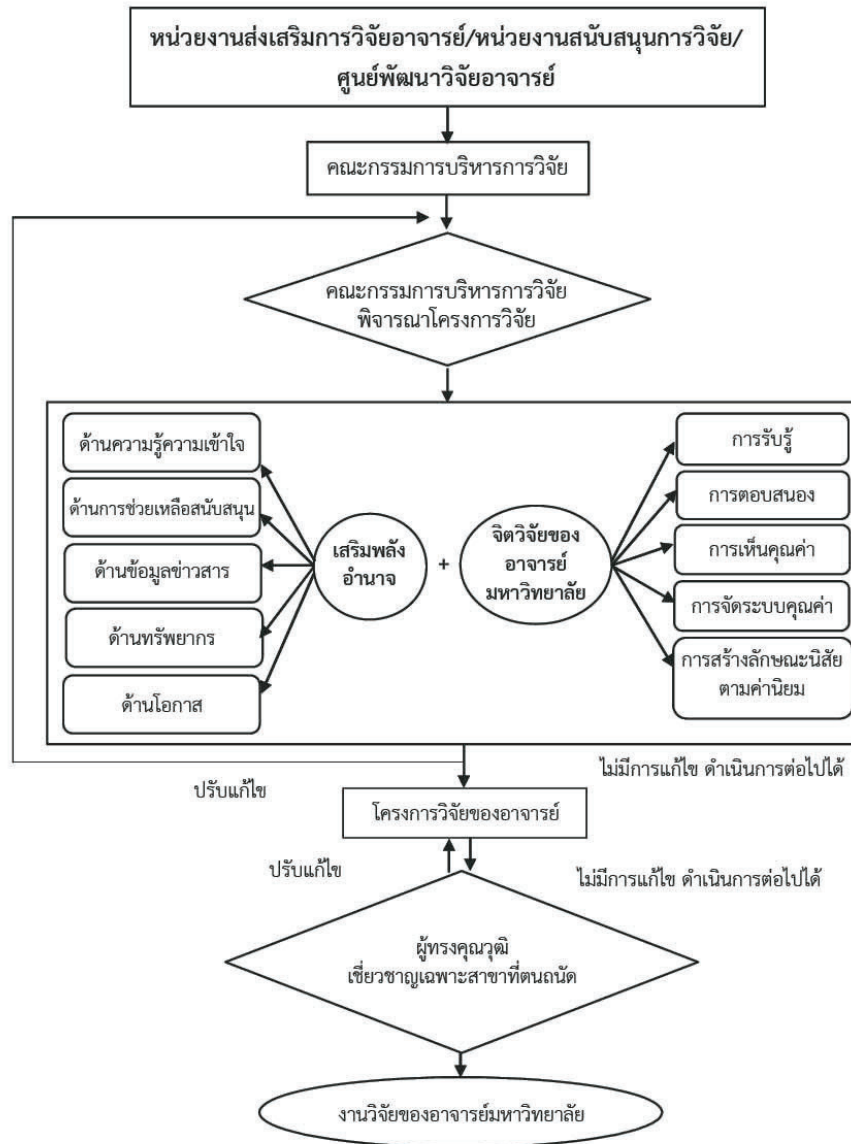 หน่วยงานส่งเสริมการวิจัยอาจารย์/หน่วยงานสนับสนุนการวิจัย/
ศูนย์พัฒนาวิจัยอาจารย์
คณะกรรมการบริหารการวิจัย
คณะกรรมการบริหารการวิจัย
พิจารณาโครงการวิจัย
ด้านความรู้ความเข้าใจ
ด้านการช่วยเหลือสนับสนุน
ด้านข้อมูลข่าวสาร
ด้านทรัพยากร
ด้านโอกาส
เสริมพลัง
อำนาจ
+
จิตวิจัยของ
อาจารย์
มหาวิทยาลัย
การรับรู้
การตอบสนอง
การเห็นคุณค่า
การจัดระบบคุณค่า
การสร้างลักษณะนิสัย
ตามค่านิยม
ปรับแก้ไข
ไม่มีการแก้ไข ดำเนินการต่อไปได้
โครงการวิจัยของอาจารย์
ปรับแก้ไข
ไม่มีการแก้ไข ดำเนินการต่อไปได้
ผู้ทรงคุณวุฒิ
เชี่ยวชาญเฉพาะสาขาที่ตนถนัด
งานวิจัยของอาจารย์มหาวิทยาลัย